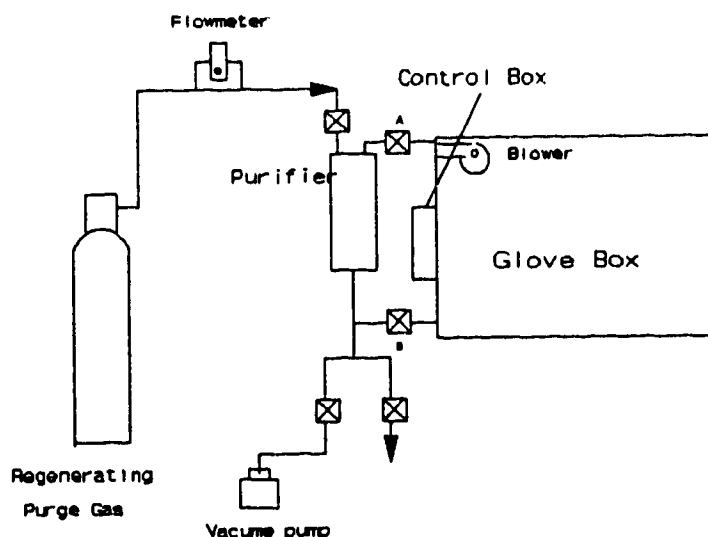 Flowmeter
Control Box
A
Purifier
Blower
Glove Box
B
Regenerating
Purge Gas
Vacume pump